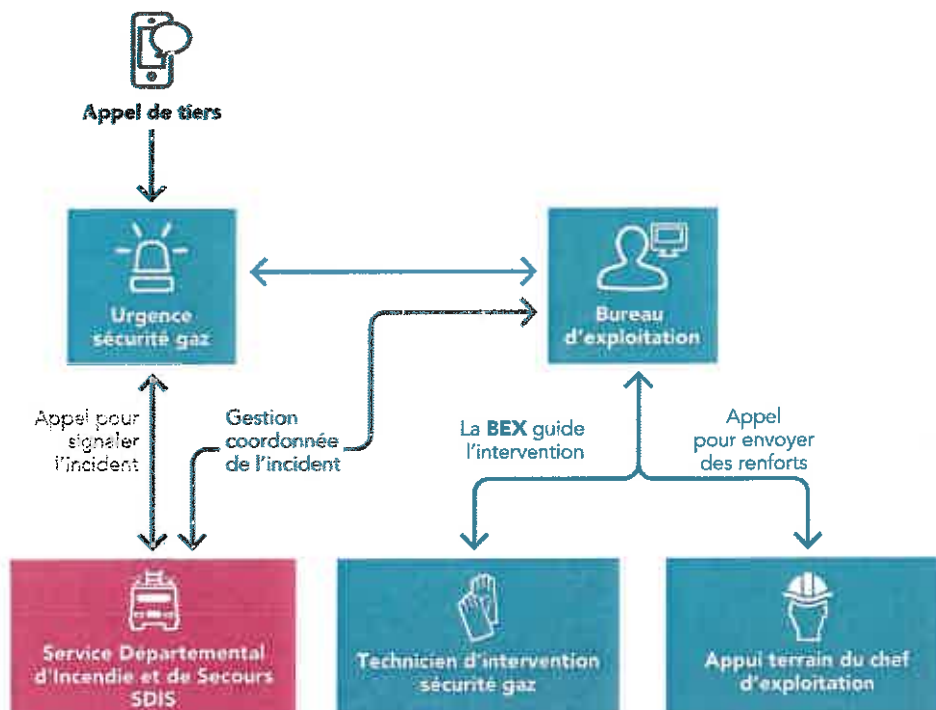 Appel de tiers
Urgence
sécurité gaz
Bureau
d'exploitation
Appel pour
signaler
l'incident
Gestion
coordonnée
de l'incident
La BEX guide
l'intervention
Appel
pour envoyer
des renforts
Service Départemental
d'Incendie et de Secours
SDIS
Technicien d'intervention
sécurité gaz
Appui terrain du chef
d'exploitation